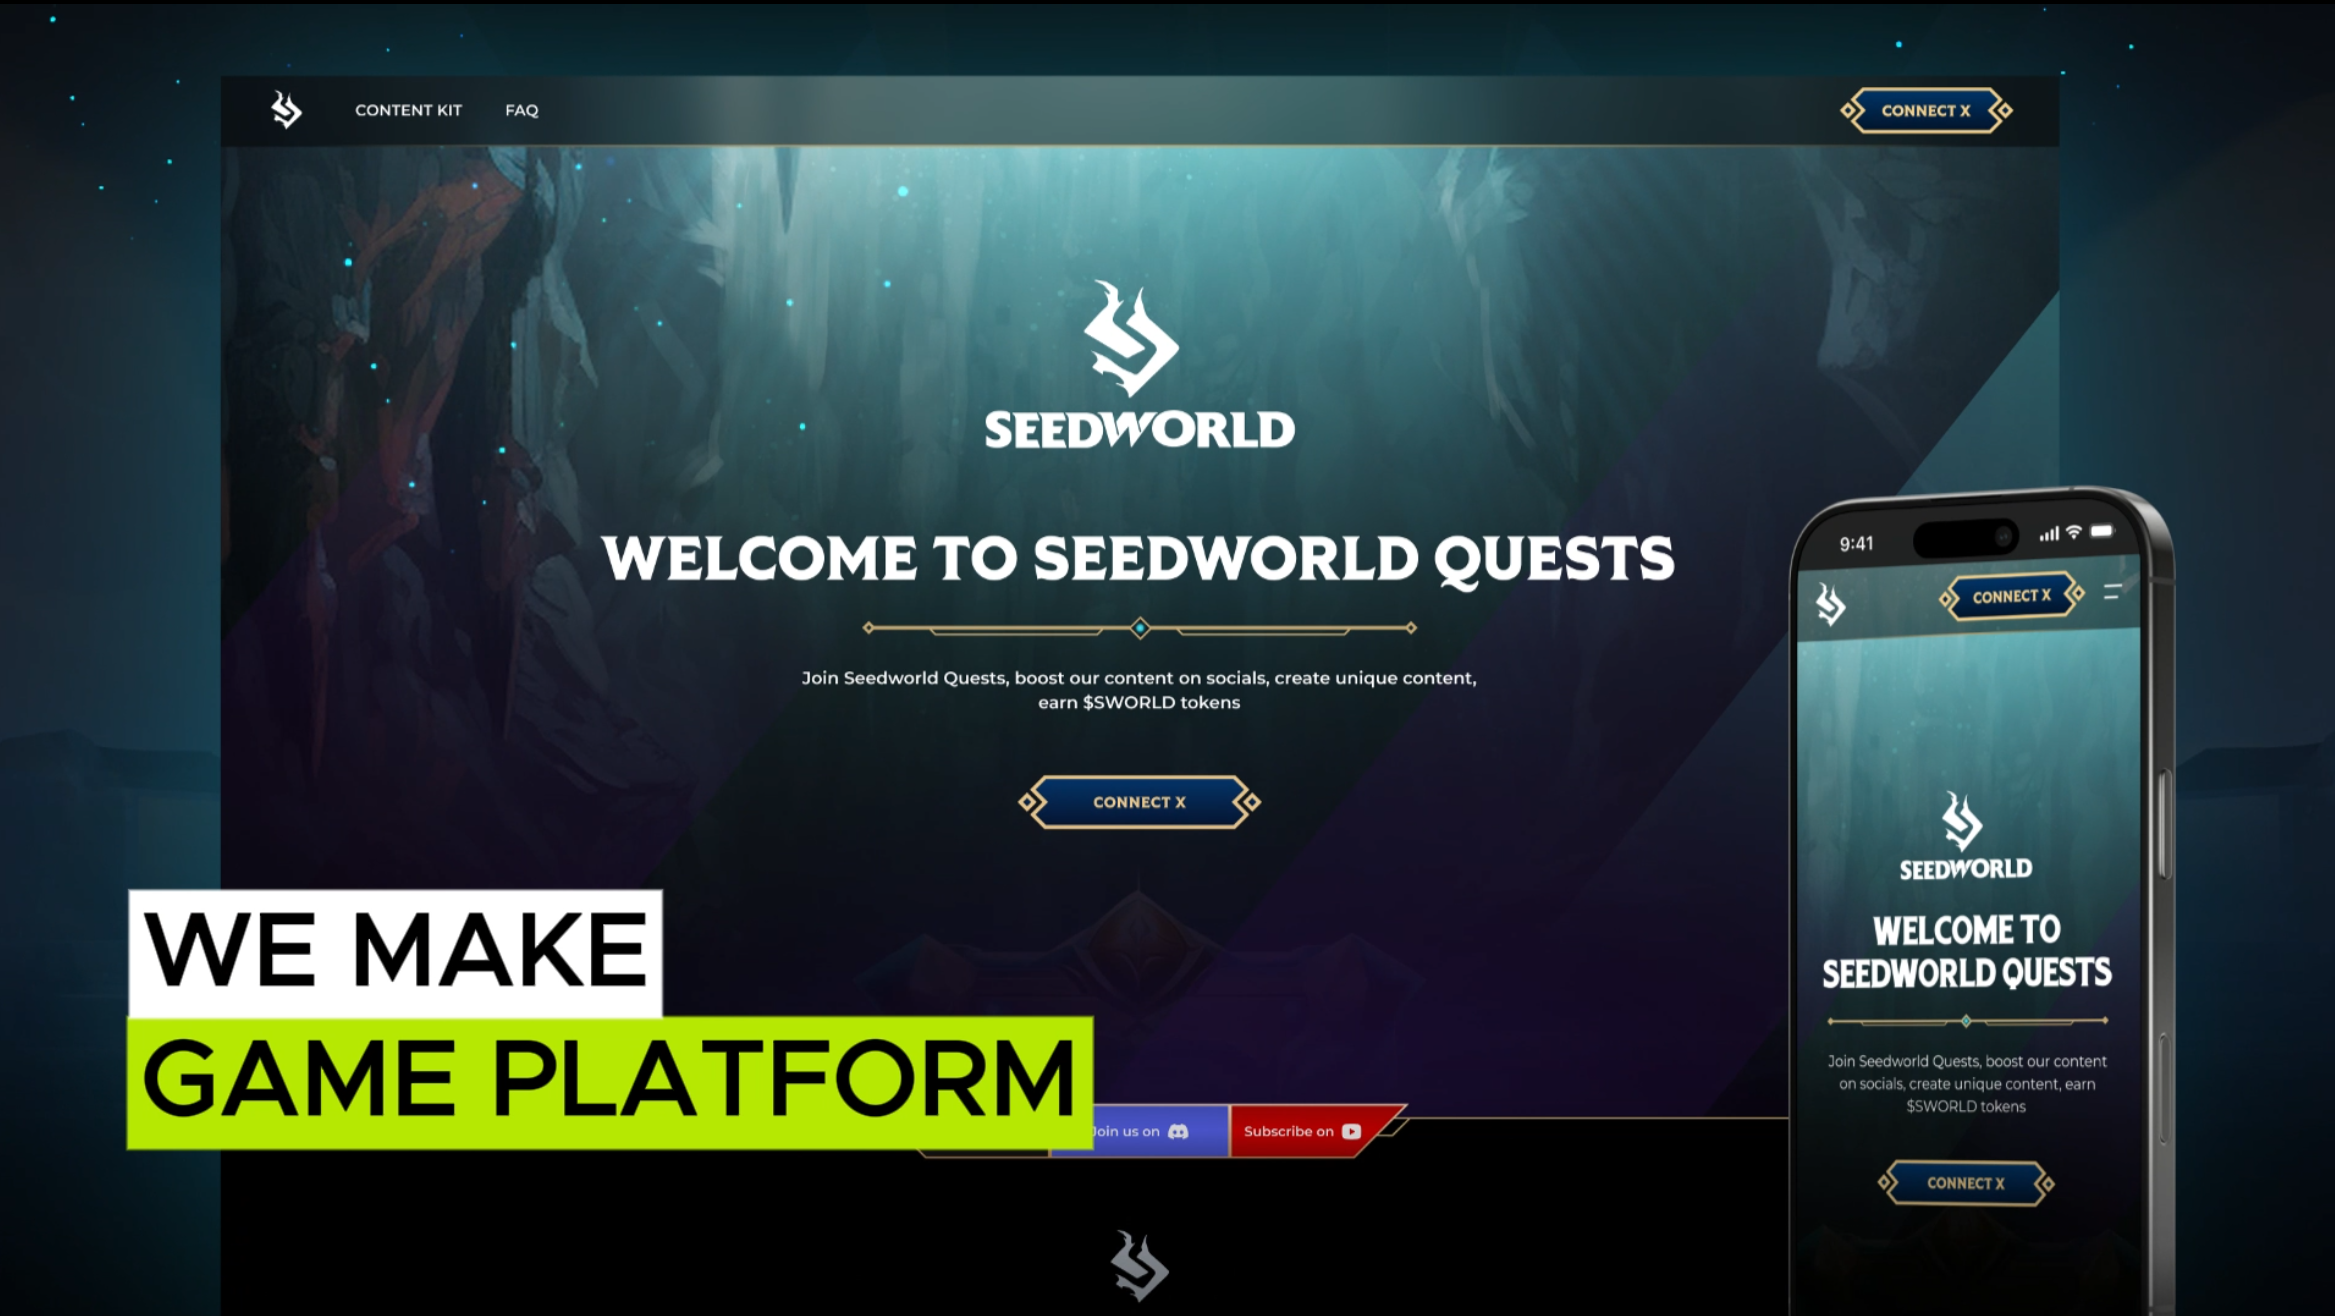 CONTENT KIT
FAQ
CONNECT X
SEEDWORLD
WELCOME TO SEEDWORLD QUESTS
Join Seedworld Quests, boost our content on socials, create unique content,
earn $SWORLD tokens
CONNECT X
9:41
CONNECT X
SEEDWORLD
WELCOME TO
SEEDWORLD QUESTS
Join Seedworld Quests, boost our content
on socials, create unique content, earn
$SWORLD tokens
CONNECT X
WE MAKE
GAME PLATFORM
Join us on
Subscribe on